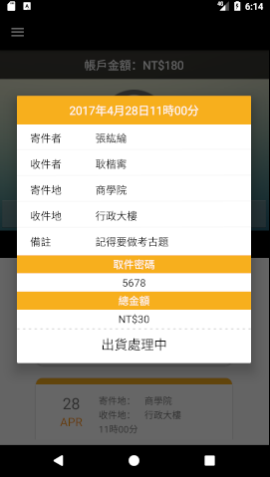 4G 6:14
帳戶金額：NT$180
2017年4月28日11時00分
寄件者 張紘綸
收件者 耿楷寗
寄件地 商學院
收件地 行政大樓
備註 記得要做考古題
取件密碼
5678
總金額
NT$30
出貨處理中
28 寄件地： 商學院
收件地： 行政大樓
APR 11時00分